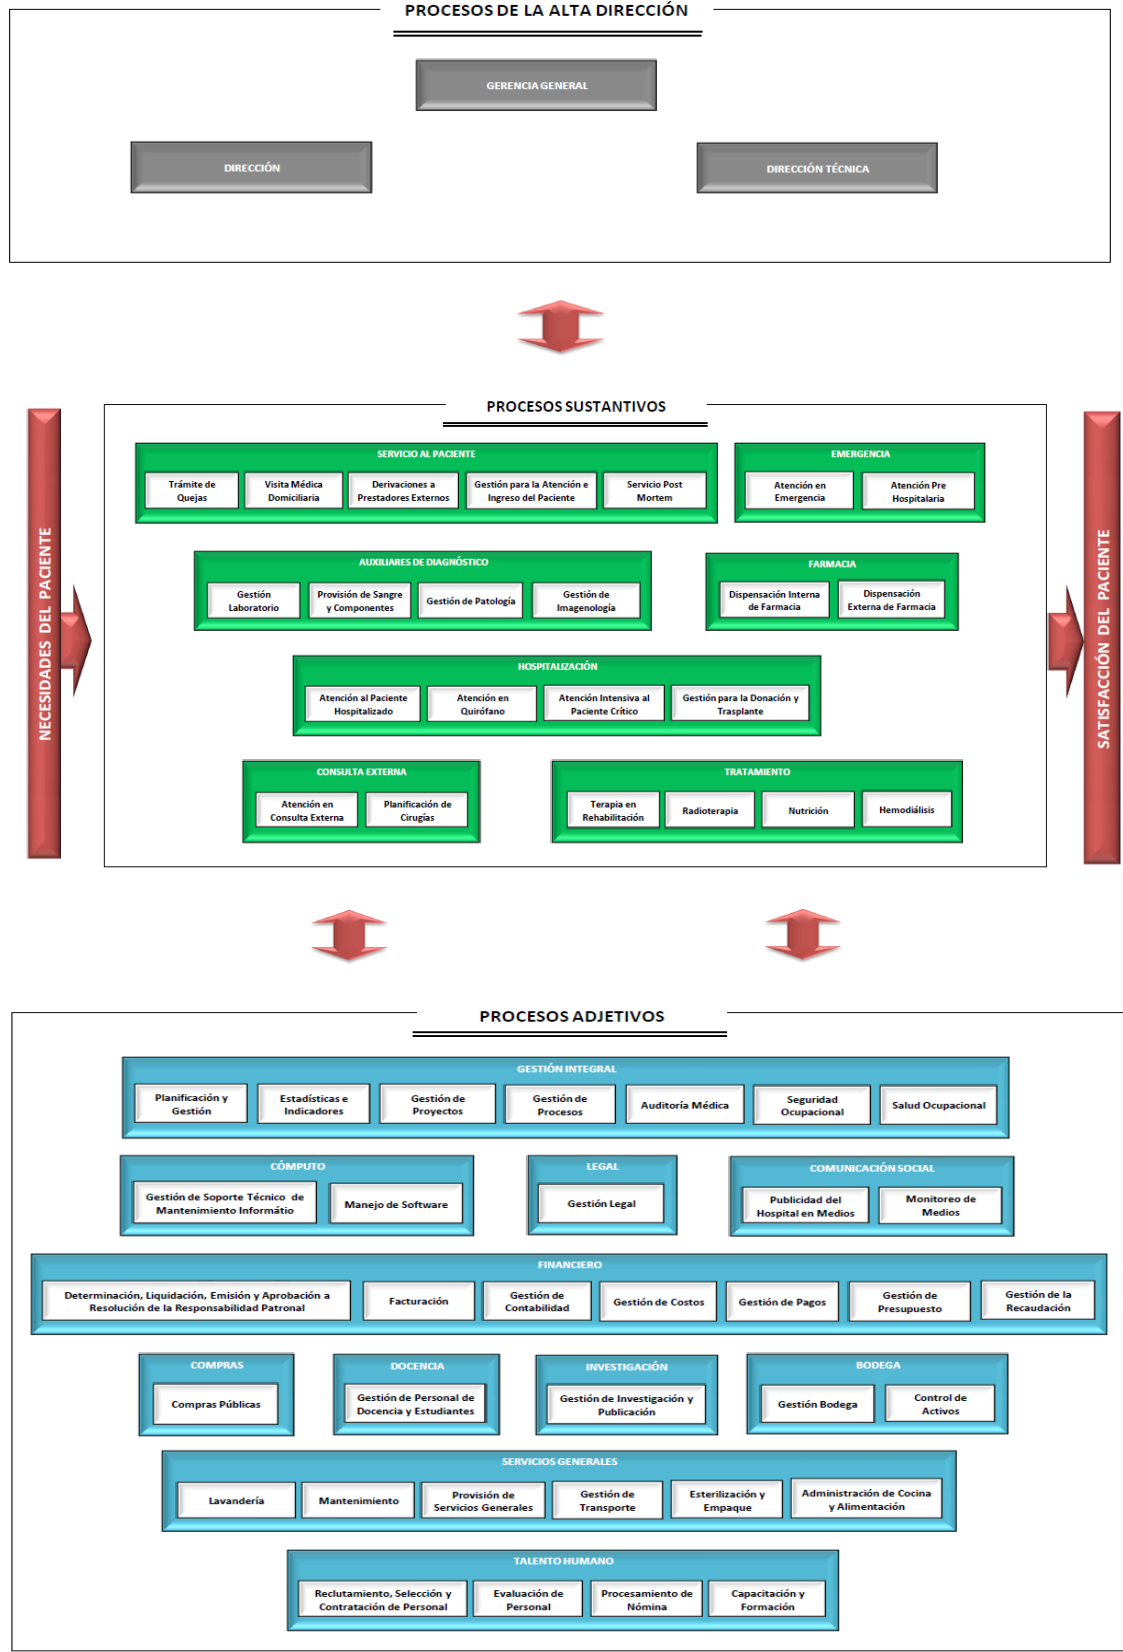 PROCESOS DE LA ALTA DIRECCIÓN
GERENCIA GENERAL
DIRECCIÓN
DIRECCIÓN TÉCNICA
NECESIDADES DEL PACIENTE
PROCESOS SUSTANTIVOS
SERVICIO AL PACIENTE
Trámite de
Quejas
Visita Médica
Domiciliaria
Derivaciones a
Prestadores Externos
Gestión para la Atención e
Ingreso del Paciente
Servicio Post
Mortem
EMERGENCIA
Atención en
Emergencia
Atención Pre
Hospitalaria
AUXILIARES DE DIAGNÓSTICO
Gestión
Laboratorio
Provisión de Sangre
y Componentes
Gestión de Patología
Gestión de
Imagenología
FARMACIA
Dispensación Interna
de Farmacia
Dispensación
Externa de Farmacia
HOSPITALIZACIÓN
Atención al Paciente
Hospitalizado
Atención en
Quirófano
Atención Intensiva al
Paciente Crítico
Gestión para la Donación y
Trasplante
CONSULTA EXTERNA
Atención en
Consulta Externa
Planificación de
Cirugías
TRATAMIENTO
Terapia en
Rehabilitación
Radioterapia
Nutrición
Hemodiálisis
SATISFACCIÓN DEL PACIENTE
PROCESOS ADJETIVOS
GESTIÓN INTEGRAL
Planificación y
Gestión
Estadísticas e
Indicadores
Gestión de
Proyectos
Gestión de
Procesos
Auditoría Médica
Seguridad
Ocupacional
Salud Ocupacional
CÓMPUTO
Gestión de Soporte Técnico de
Mantenimiento Informátio
Manejo de Software
LEGAL
Gestión Legal
COMUNICACIÓN SOCIAL
Publicidad del
Hospital en Medios
Monitoreo de
Medios
FINANCIERO
Determinación, Liquidación, Emisión y Aprobación a
Resolución de la Responsabilidad Patronal
Facturación
Gestión de
Contabilidad
Gestión de Costos
Gestión de Pagos
Gestión de
Presupuesto
Gestión de la
Recaudación
COMPRAS
Compras Públicas
DOCENCIA
Gestión de Personal de
Docencia y Estudiantes
INVESTIGACIÓN
Gestión de Investigación y
Publicación
BODEGA
Gestión Bodega
Control de
Activos
SERVICIOS GENERALES
Lavandería
Mantenimiento
Provisión de
Servicios Generales
Gestión de
Transporte
Esterilización y
Empaque
Administración de Cocina
y Alimentación
TALENTO HUMANO
Reclutamiento, Selección y
Contratación de Personal
Evaluación de
Personal
Procesamiento de
Nómina
Capacitación y
Formación